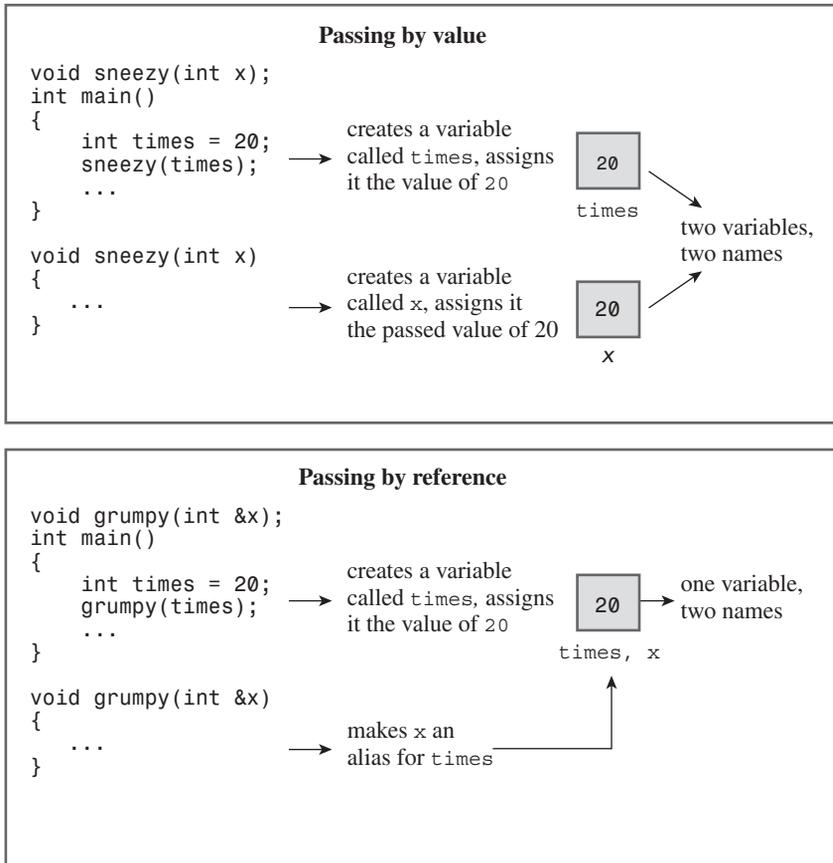 Passing by value
void sneezy(int x);
int main()
{
    int times = 20;
    sneezy(times);
    ...
}
creates a variable
called times, assigns
it the value of 20
20
times
two variables,
two names
void sneezy(int x)
{
   ...
}
creates a variable
called x, assigns it
the passed value of 20
20
x
Passing by reference
void grumpy(int &x);
int main()
{
    int times = 20;
    grumpy(times);
    ...
}
creates a variable
called times, assigns
it the value of 20
20
times, x
one variable,
two names
void grumpy(int &x)
{
   ...
}
makes x an
alias for times